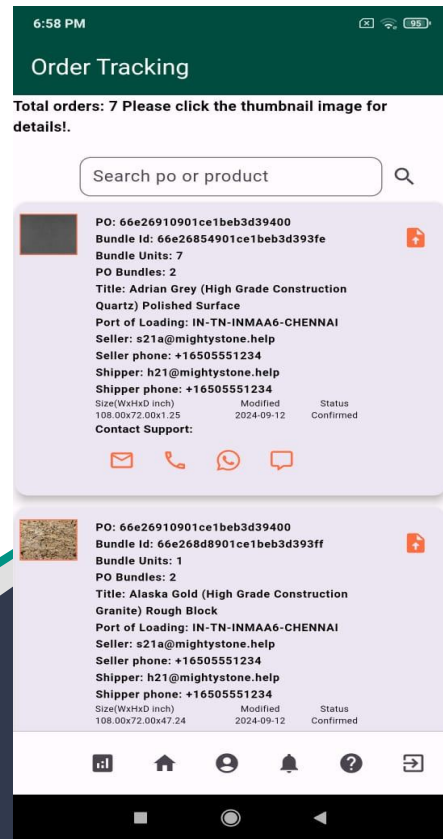 6:58 PM
95
Order Tracking
Total orders: 7 Please click the thumbnail image for
details!.
Search po or product
PO: 66e26910901ce1beb3d39400
Bundle Id: 66e26854901ce1beb3d393fe
Bundle Units: 7
PO Bundles: 2
Title: Adrian Grey (High Grade Construction
Quartz) Polished Surface
Port of Loading: IN-TN-INMAA6-CHENNAI
Seller: s21a@mightystone.help
Seller phone: +16505551234
Shipper: h21@mightystone.help
Shipper phone: +16505551234
Size(WxHxD inch) Modified Status
108.00x72.00x1.25 2024-09-12 Confirmed
Contact Support:
PO: 66e26910901ce1beb3d39400
Bundle Id: 66e268d8901ce1beb3d393ff
Bundle Units: 1
PO Bundles: 2
Title: Alaska Gold (High Grade Construction
Granite) Rough Block
Port of Loading: IN-TN-INMAA6-CHENNAI
Seller: s21a@mightystone.help
Seller phone: +16505551234
Shipper: h21@mightystone.help
Shipper phone: +16505551234
Size(WxHxD inch) Modified Status
108.00x72.00x47.24 2024-09-12 Confirmed